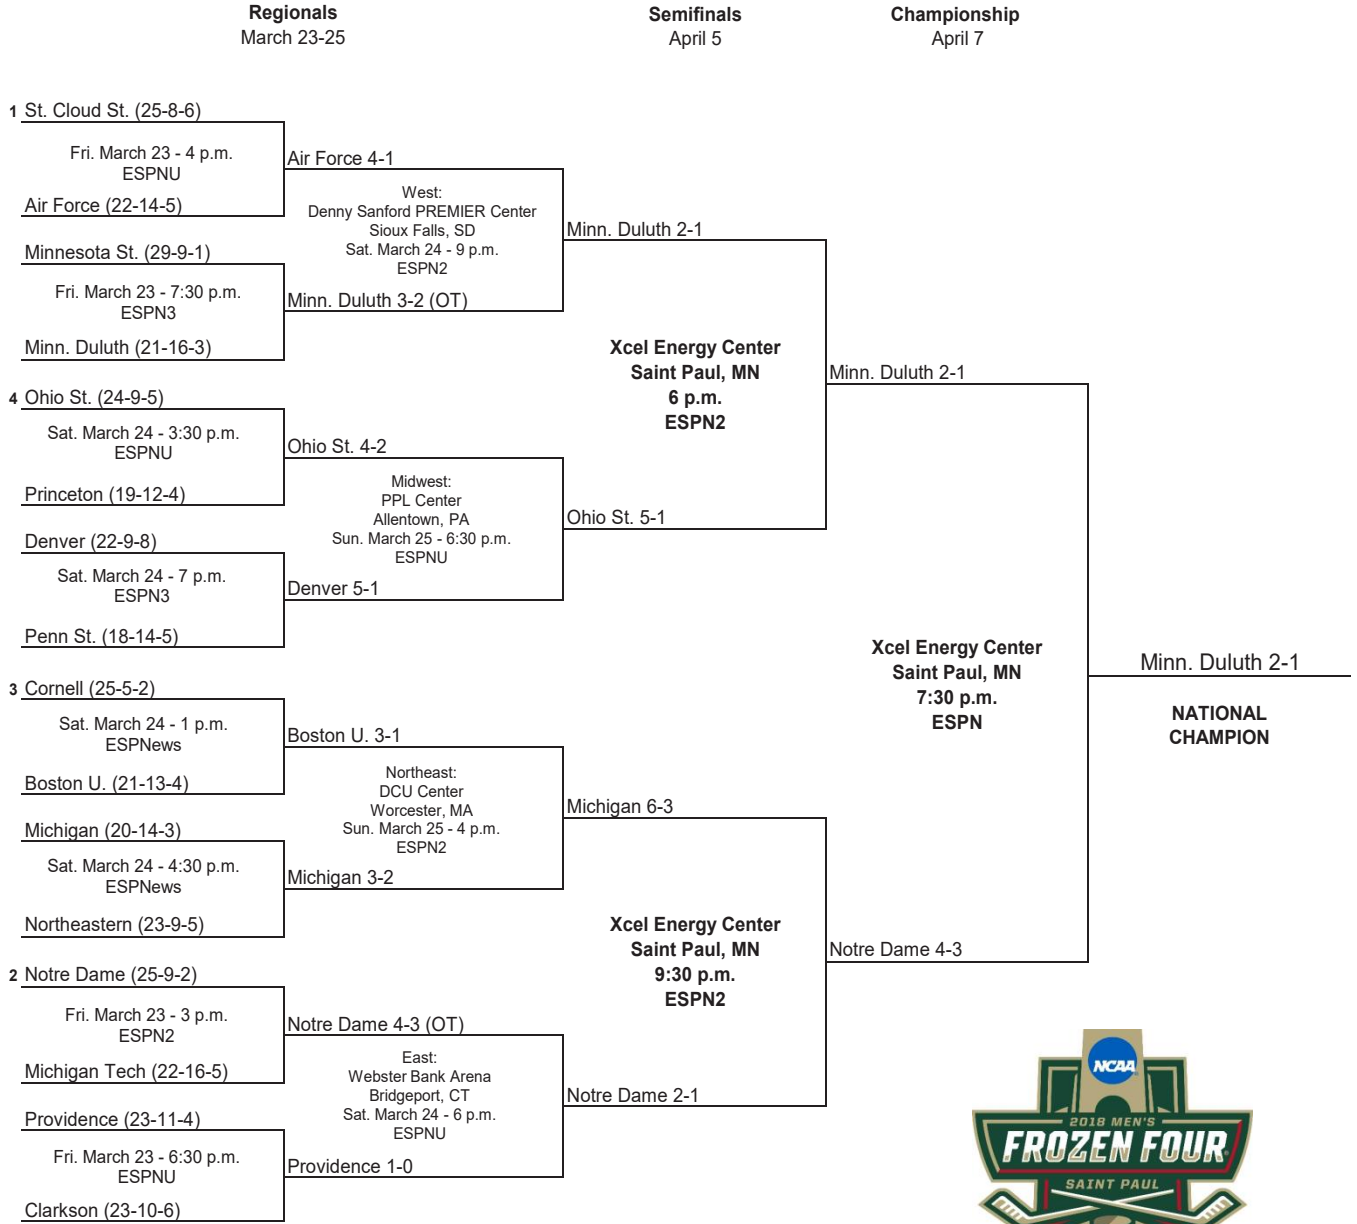 Regionals
March 23-25
Semifinals
April 5
Championship
April 7
1 St. Cloud St. (25-8-6)
Fri. March 23 - 4 p.m.
ESPNU
Air Force (22-14-5)
Air Force 4-1
West:
Denny Sanford PREMIER Center
Sioux Falls, SD
Sat. March 24 - 9 p.m.
ESPN2
Minnesota St. (29-9-1)
Fri. March 23 - 7:30 p.m.
ESPN3
Minn. Duluth (21-16-3)
Minn. Duluth 3-2 (OT)
Minn. Duluth 2-1
Xcel Energy Center
Saint Paul, MN
6 p.m.
ESPN2
Minn. Duluth 2-1
4 Ohio St. (24-9-5)
Sat. March 24 - 3:30 p.m.
ESPNU
Princeton (19-12-4)
Ohio St. 4-2
Midwest:
PPL Center
Allentown, PA
Sun. March 25 - 6:30 p.m.
ESPNU
Denver (22-9-8)
Sat. March 24 - 7 p.m.
ESPN3
Penn St. (18-14-5)
Denver 5-1
Ohio St. 5-1
Xcel Energy Center
Saint Paul, MN
7:30 p.m.
ESPN
Minn. Duluth 2-1
NATIONAL
CHAMPION
3 Cornell (25-5-2)
Sat. March 24 - 1 p.m.
ESPNews
Boston U. (21-13-4)
Boston U. 3-1
Northeast:
DCU Center
Worcester, MA
Sun. March 25 - 4 p.m.
ESPN2
Michigan (20-14-3)
Sat. March 24 - 4:30 p.m.
ESPNews
Northeastern (23-9-5)
Michigan 3-2
Michigan 6-3
Xcel Energy Center
Saint Paul, MN
9:30 p.m.
ESPN2
Notre Dame 4-3
2 Notre Dame (25-9-2)
Fri. March 23 - 3 p.m.
ESPN2
Michigan Tech (22-16-5)
Notre Dame 4-3 (OT)
East:
Webster Bank Arena
Bridgeport, CT
Sat. March 24 - 6 p.m.
ESPNU
Providence (23-11-4)
Fri. March 23 - 6:30 p.m.
ESPNU
Clarkson (23-10-6)
Providence 1-0
Notre Dame 2-1
NCAA
2018 MEN'S
FROZEN FOUR
SAINT PAUL